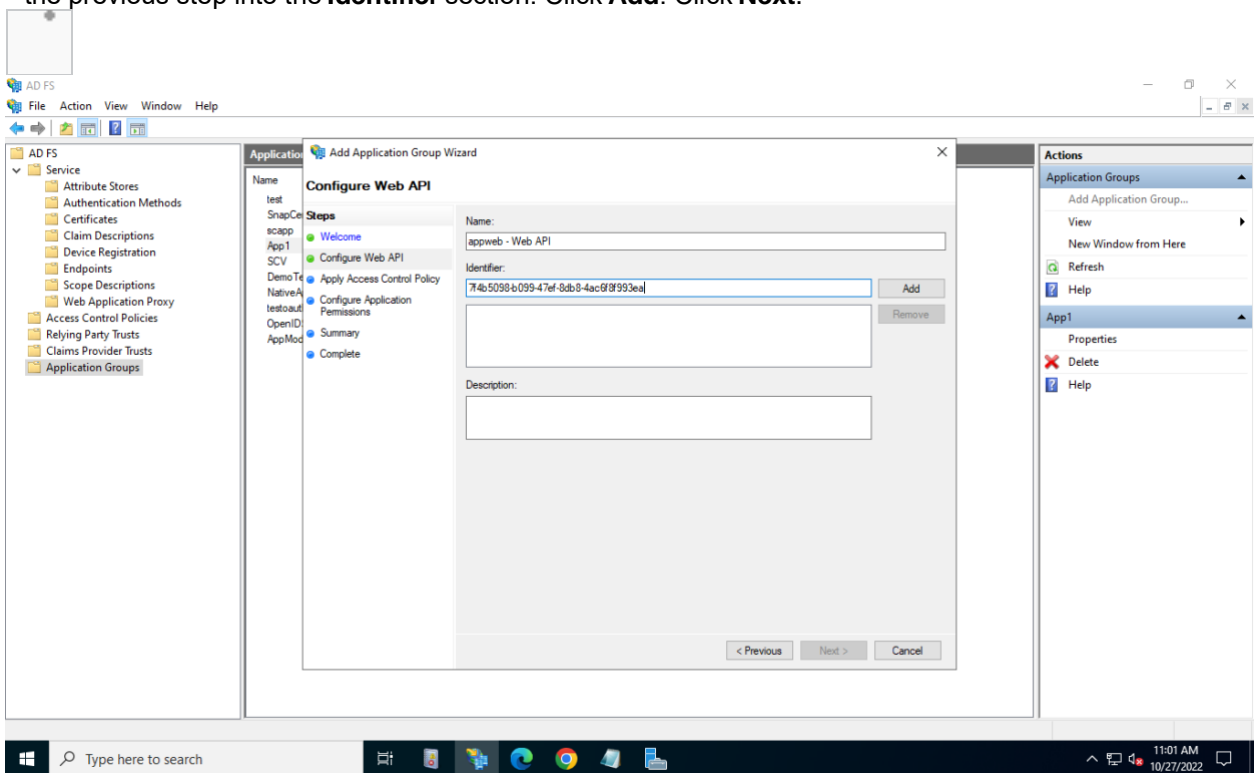 the previous step into the Identifier section. Click Add. Click Next.
AD FS
File Action View Window Help
AD FS
Service
Attribute Stores
Authentication Methods
Certificates
Claim Descriptions
Device Registration
Endpoints
Scope Descriptions
Web Application Proxy
Access Control Policies
Relying Party Trusts
Claims Provider Trusts
Application Groups
Application
Name
test
SnapCe
scapp
App1
SCV
DemoTe
NativeA
testoaut
OpenID
AppMod
Add Application Group Wizard
Configure Web API
Steps
Welcome
Configure Web API
Apply Access Control Policy
Configure Application
Permissions
Summary
Complete
Name:
appweb - Web API
Identifier:
7f4b5098-b099-47ef-8db8-4ac6f8f993ea
Add
Remove
Description:
< Previous Next > Cancel
Actions
Application Groups
Add Application Group...
View
New Window from Here
Refresh
Help
App1
Properties
Delete
Help
Type here to search
11:01 AM
10/27/2022